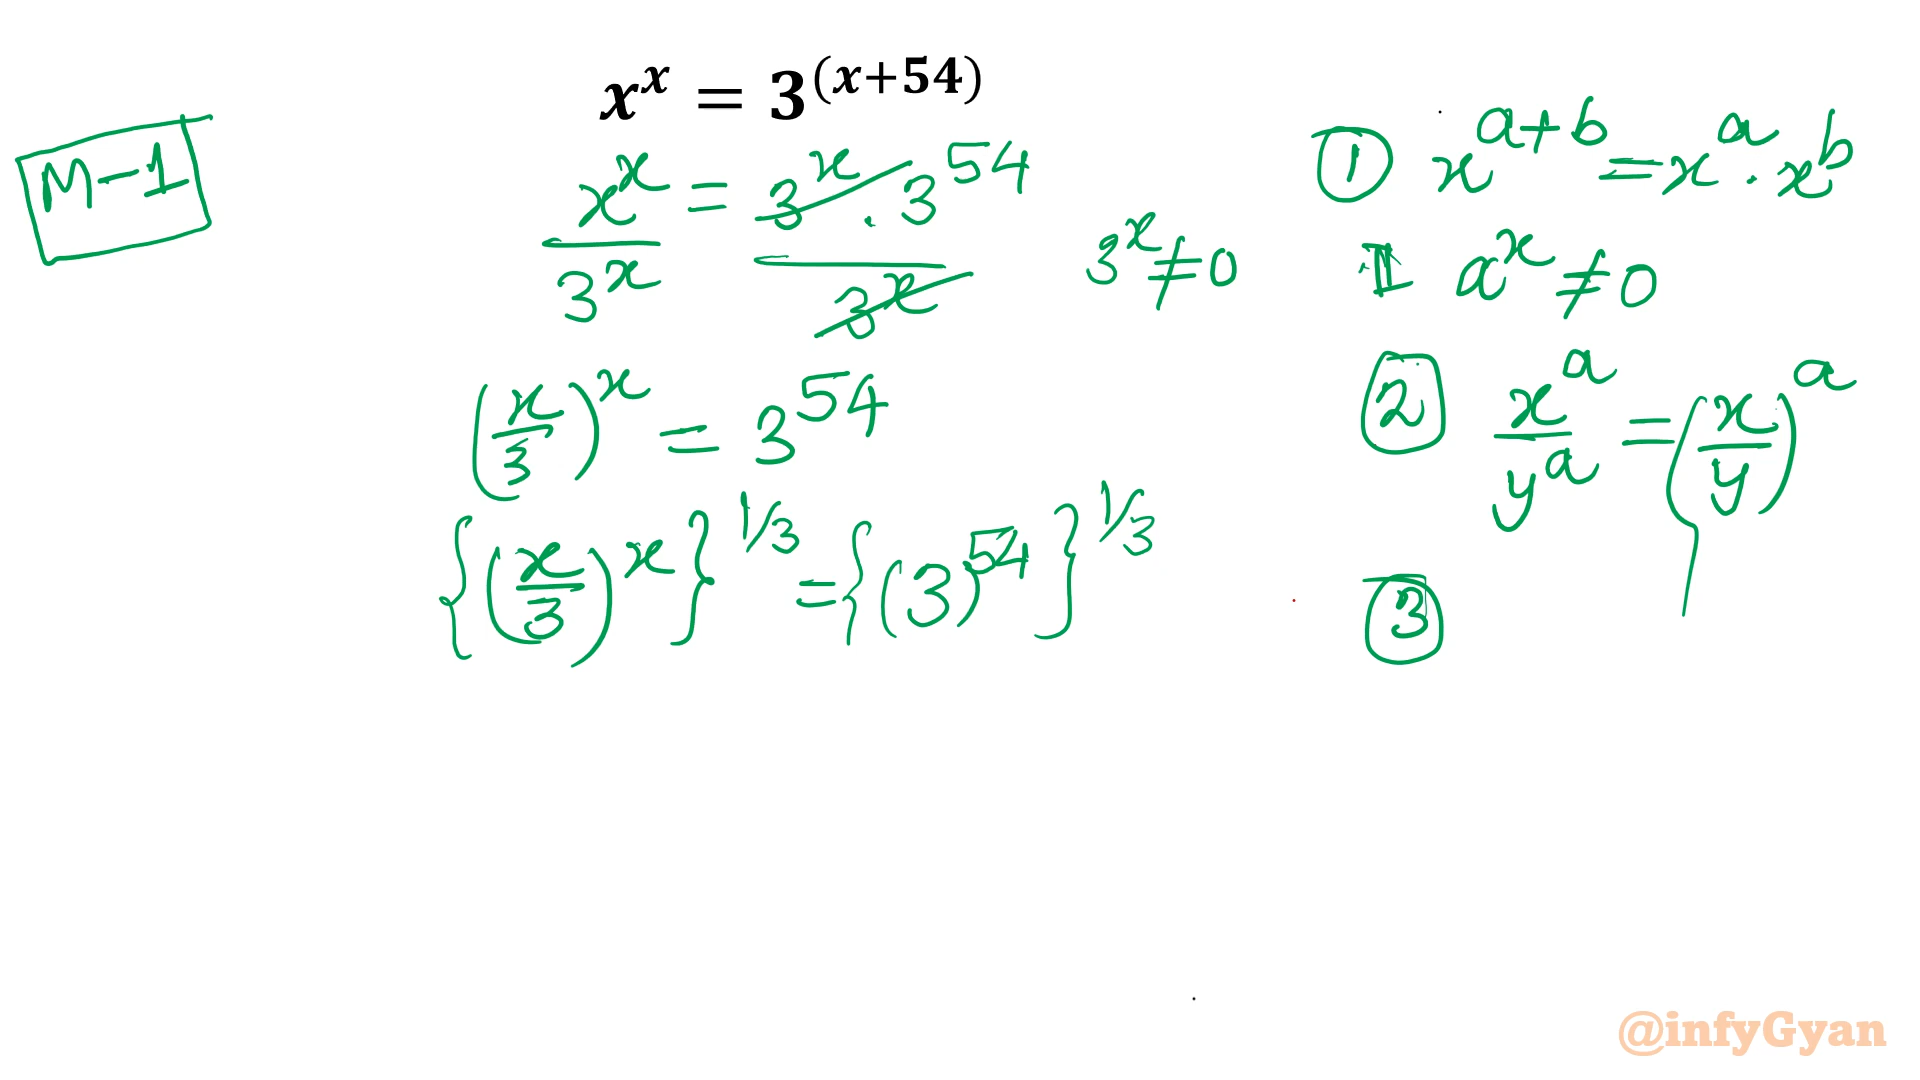 x^x = 3^(x+54)
M-1
x^x / 3^x = 3^x . 3^54 / 3^x
3^x ≠ 0
(x/3)^x = 3^54
{(x/3)^x}^1/3 = {(3)^54}^1/3
① x^a+b = x^a . x^b
II a^x ≠ 0
2 x^a / y^a = (x/y)^a
3
@infyGyan